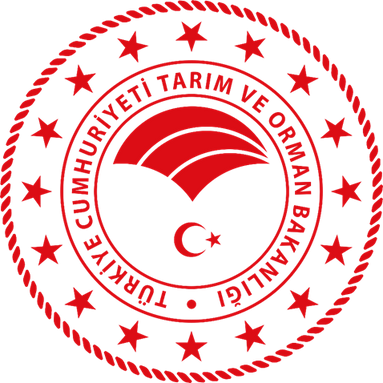 TÜRKİYE CUMHURİYETİ TARIM VE ORMAN BAKANLIĞI